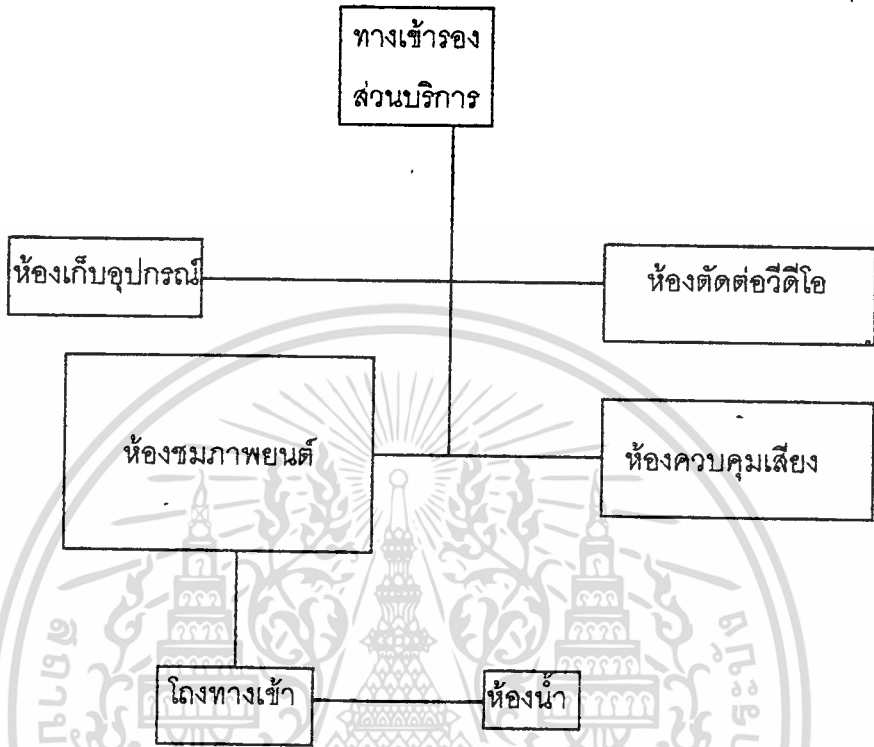 ทางเข้ารอง
ส่วนบริการ
ห้องเก็บอุปกรณ์
ห้องตัดต่อวีดีโอ
ห้องชมภาพยนต์
ห้องควบคุมเสียง
โถงทางเข้า
ห้องน้ำ